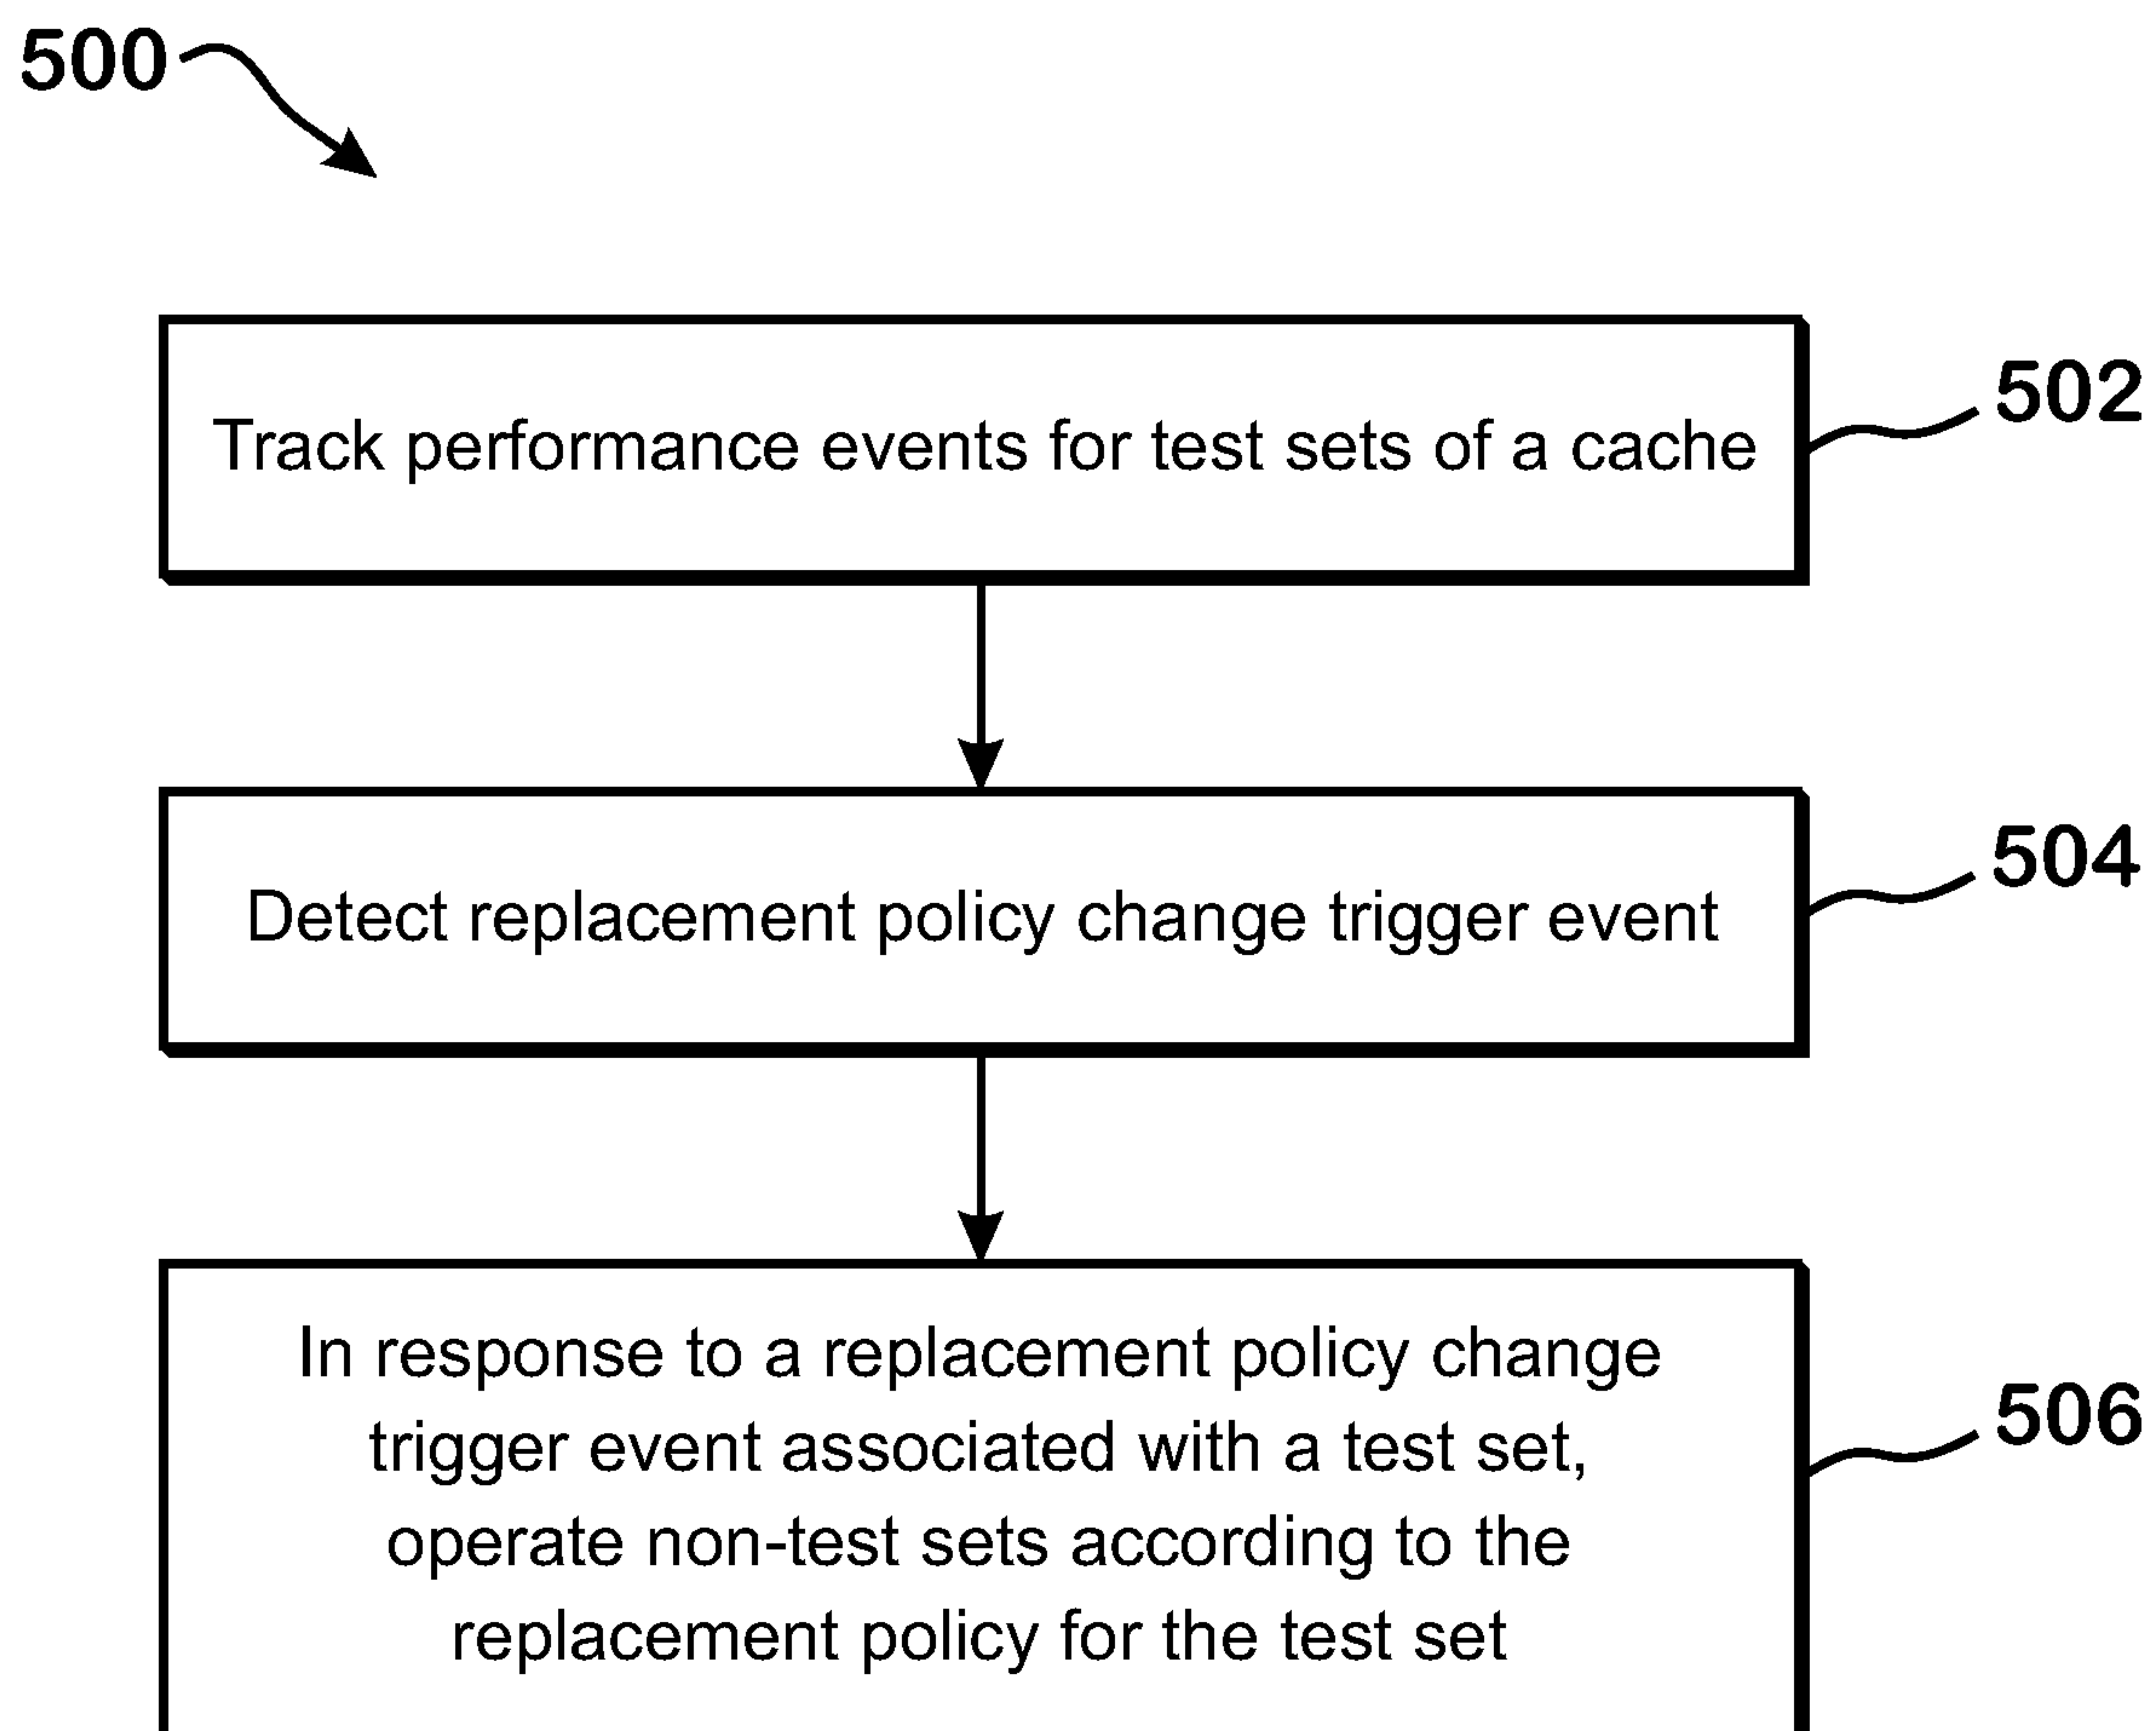 500
Track performance events for test sets of a cache
502
Detect replacement policy change trigger event
504
In response to a replacement policy change
trigger event associated with a test set,
operate non-test sets according to the
replacement policy for the test set
506